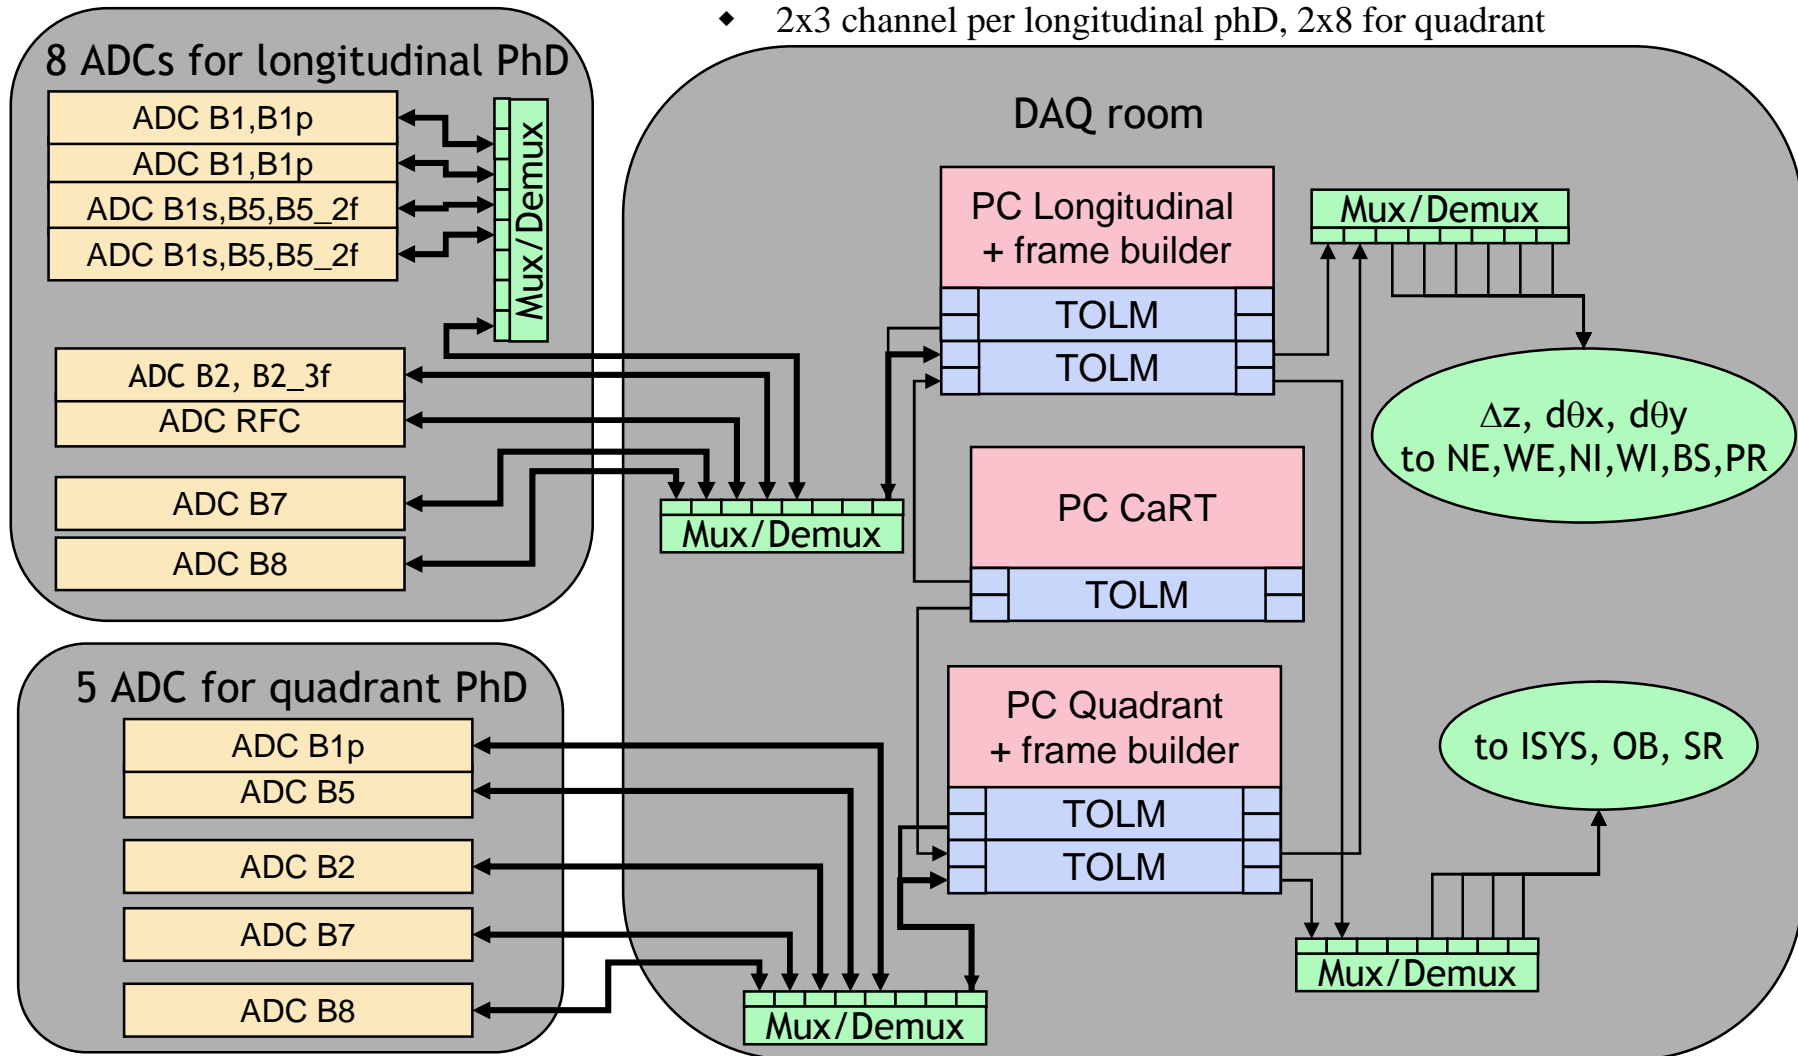 ◆ 2x3 channel per longitudinal phD, 2x8 for quadrant
8 ADCs for longitudinal PhD
ADC B1,B1p
ADC B1,B1p
ADC B1s,B5,B5_2f
ADC B1s,B5,B5_2f
Mux/Demux
ADC B2, B2_3f
ADC RFC
ADC B7
ADC B8
5 ADC for quadrant PhD
ADC B1p
ADC B5
ADC B2
ADC B7
ADC B8
DAQ room
PC Longitudinal
+ frame builder
TOLM
TOLM
Mux/Demux
Mux/Demux
Δz, dθx, dθy
to NE,WE,NI,WI,BS,PR
PC CaRT
TOLM
PC Quadrant
+ frame builder
TOLM
TOLM
to ISYS, OB, SR
Mux/Demux
Mux/Demux